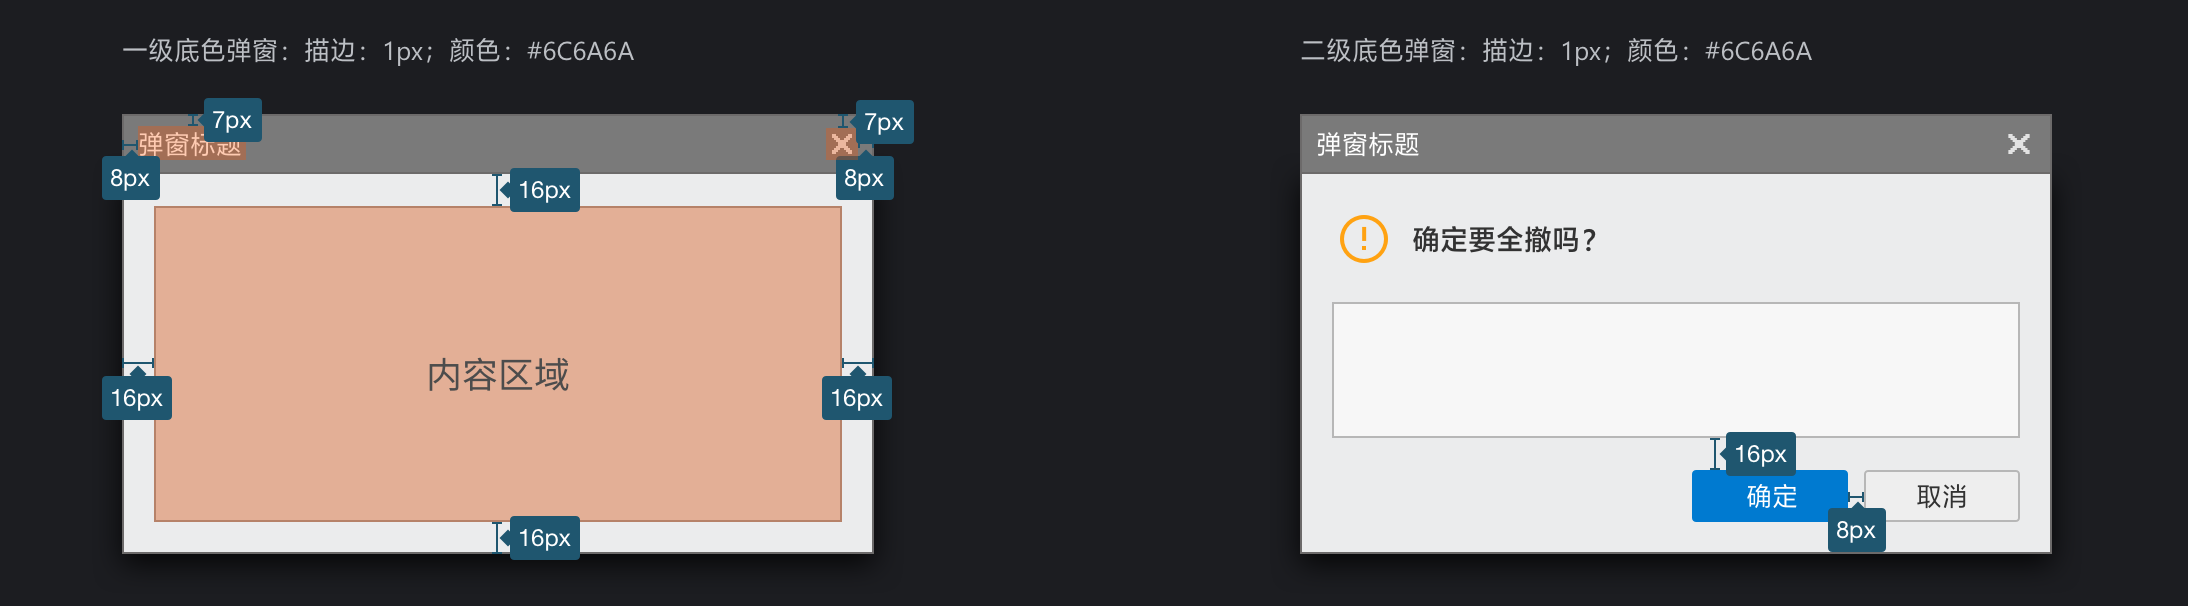 一级底色弹窗：描边：1px；颜色：#6C6A6A
7px
7px
弹窗标题
8px
8px
16px
内容区域
16px
16px
16px
二级底色弹窗：描边：1px；颜色：#6C6A6A
弹窗标题
确定要全撤吗？
16px
确定
取消
8px